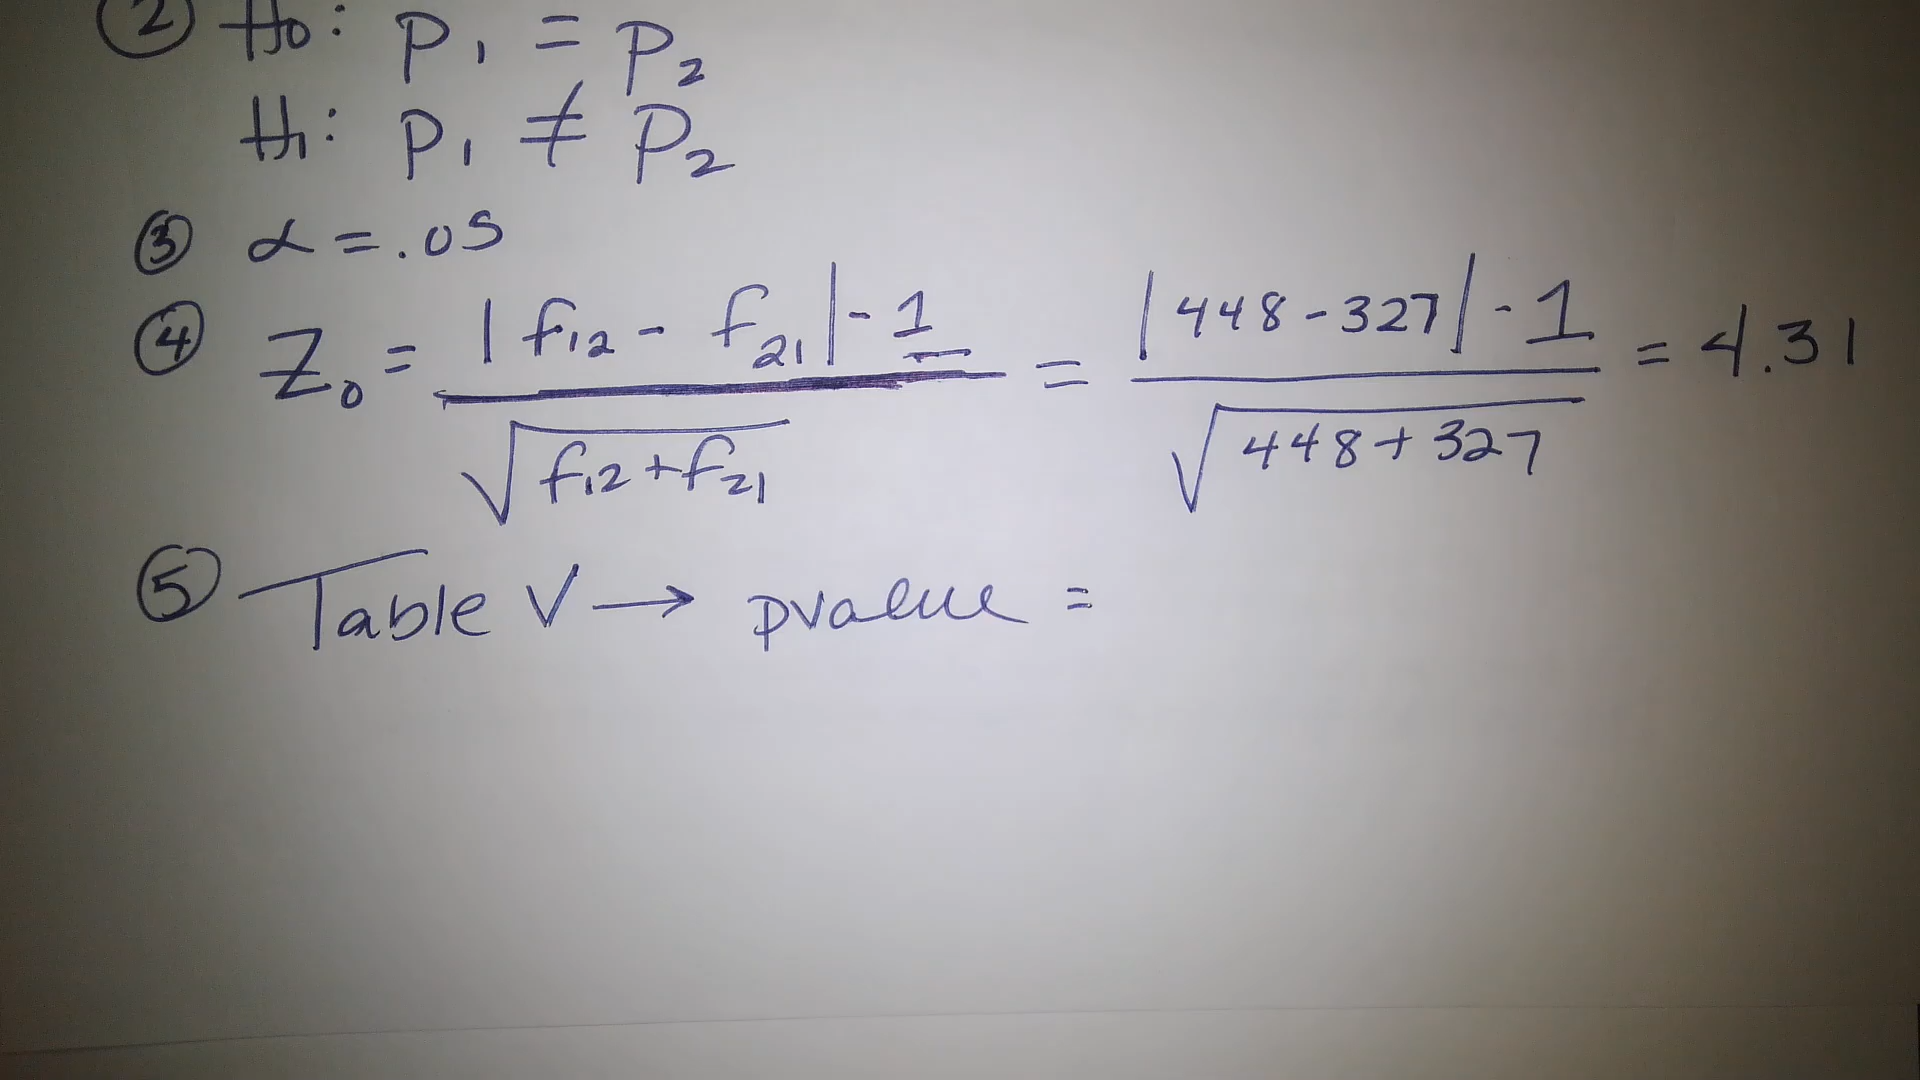 ② H₀: p₁ = p₂
H₁: p₁ ≠ p₂
③ α = .05
④ Z₀ = |f₁₂ - f₂₁| - 1 / √(f₁₂ + f₂₁) = |448 - 327| - 1 / √(448 + 327) = 4.31
⑤ Table V → pvalue =